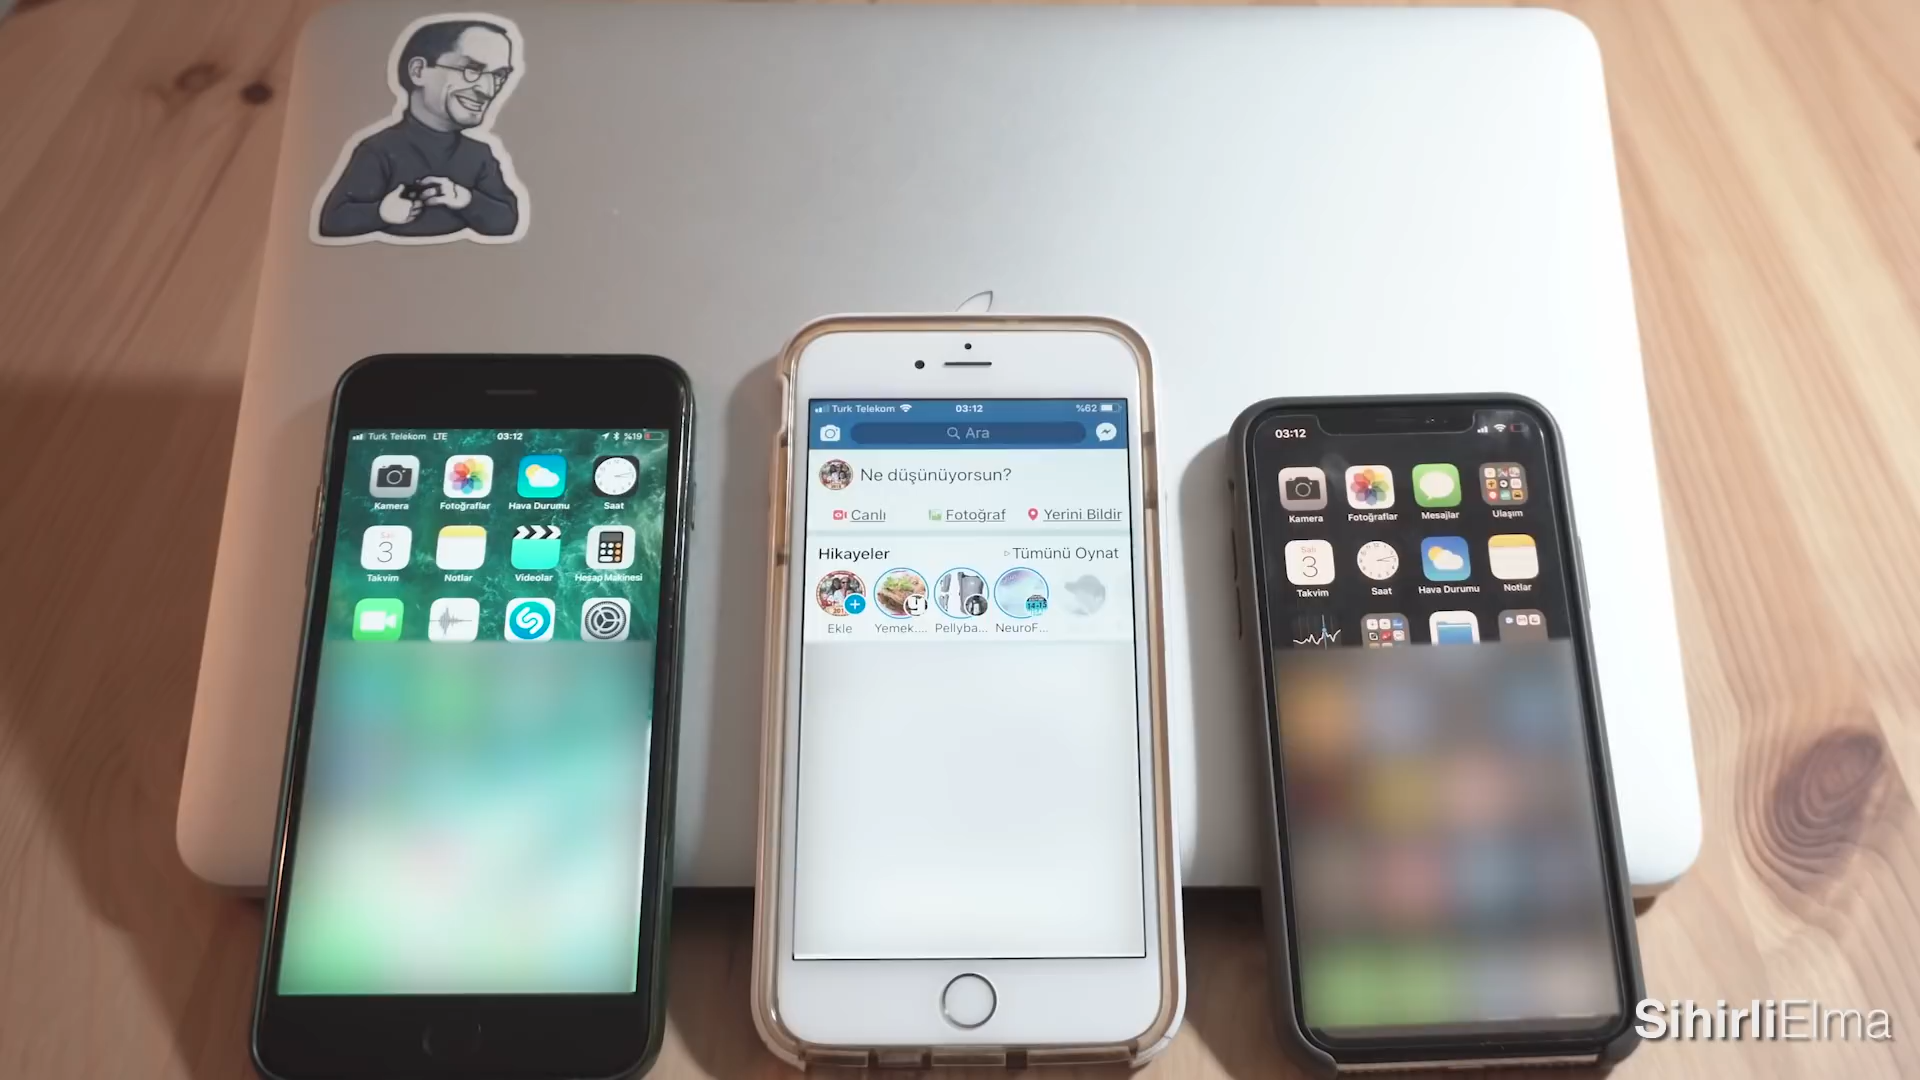 Turk Telekom LTE 03:12 %19
Kamera Fotoğraflar Hava Durumu Saat
Salı
3
Takvim Notlar Videolar Hesap Makinesi
Turk Telekom 03:12 %62
Ara
Ne düşünüyorsun?
Canlı Fotoğraf Yerini Bildir
Hikayeler Tümünü Oynat
Ekle Yemek.... Pellyba... NeuroF...
03:12
Kamera Fotoğraflar Mesajlar Ulaşım
Salı
3
Takvim Saat Hava Durumu Notlar
SihirliElma